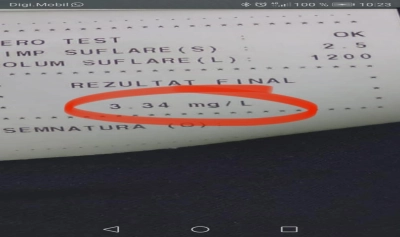 Digi.Mobil 4G 100 % 10:23
ERO TEST : OK
IMP SUFLARE(S) : 2.5
OLUM SUFLARE(L): 1200
REZULTAT FINAL
3.34 mg/L
SEMNATURA